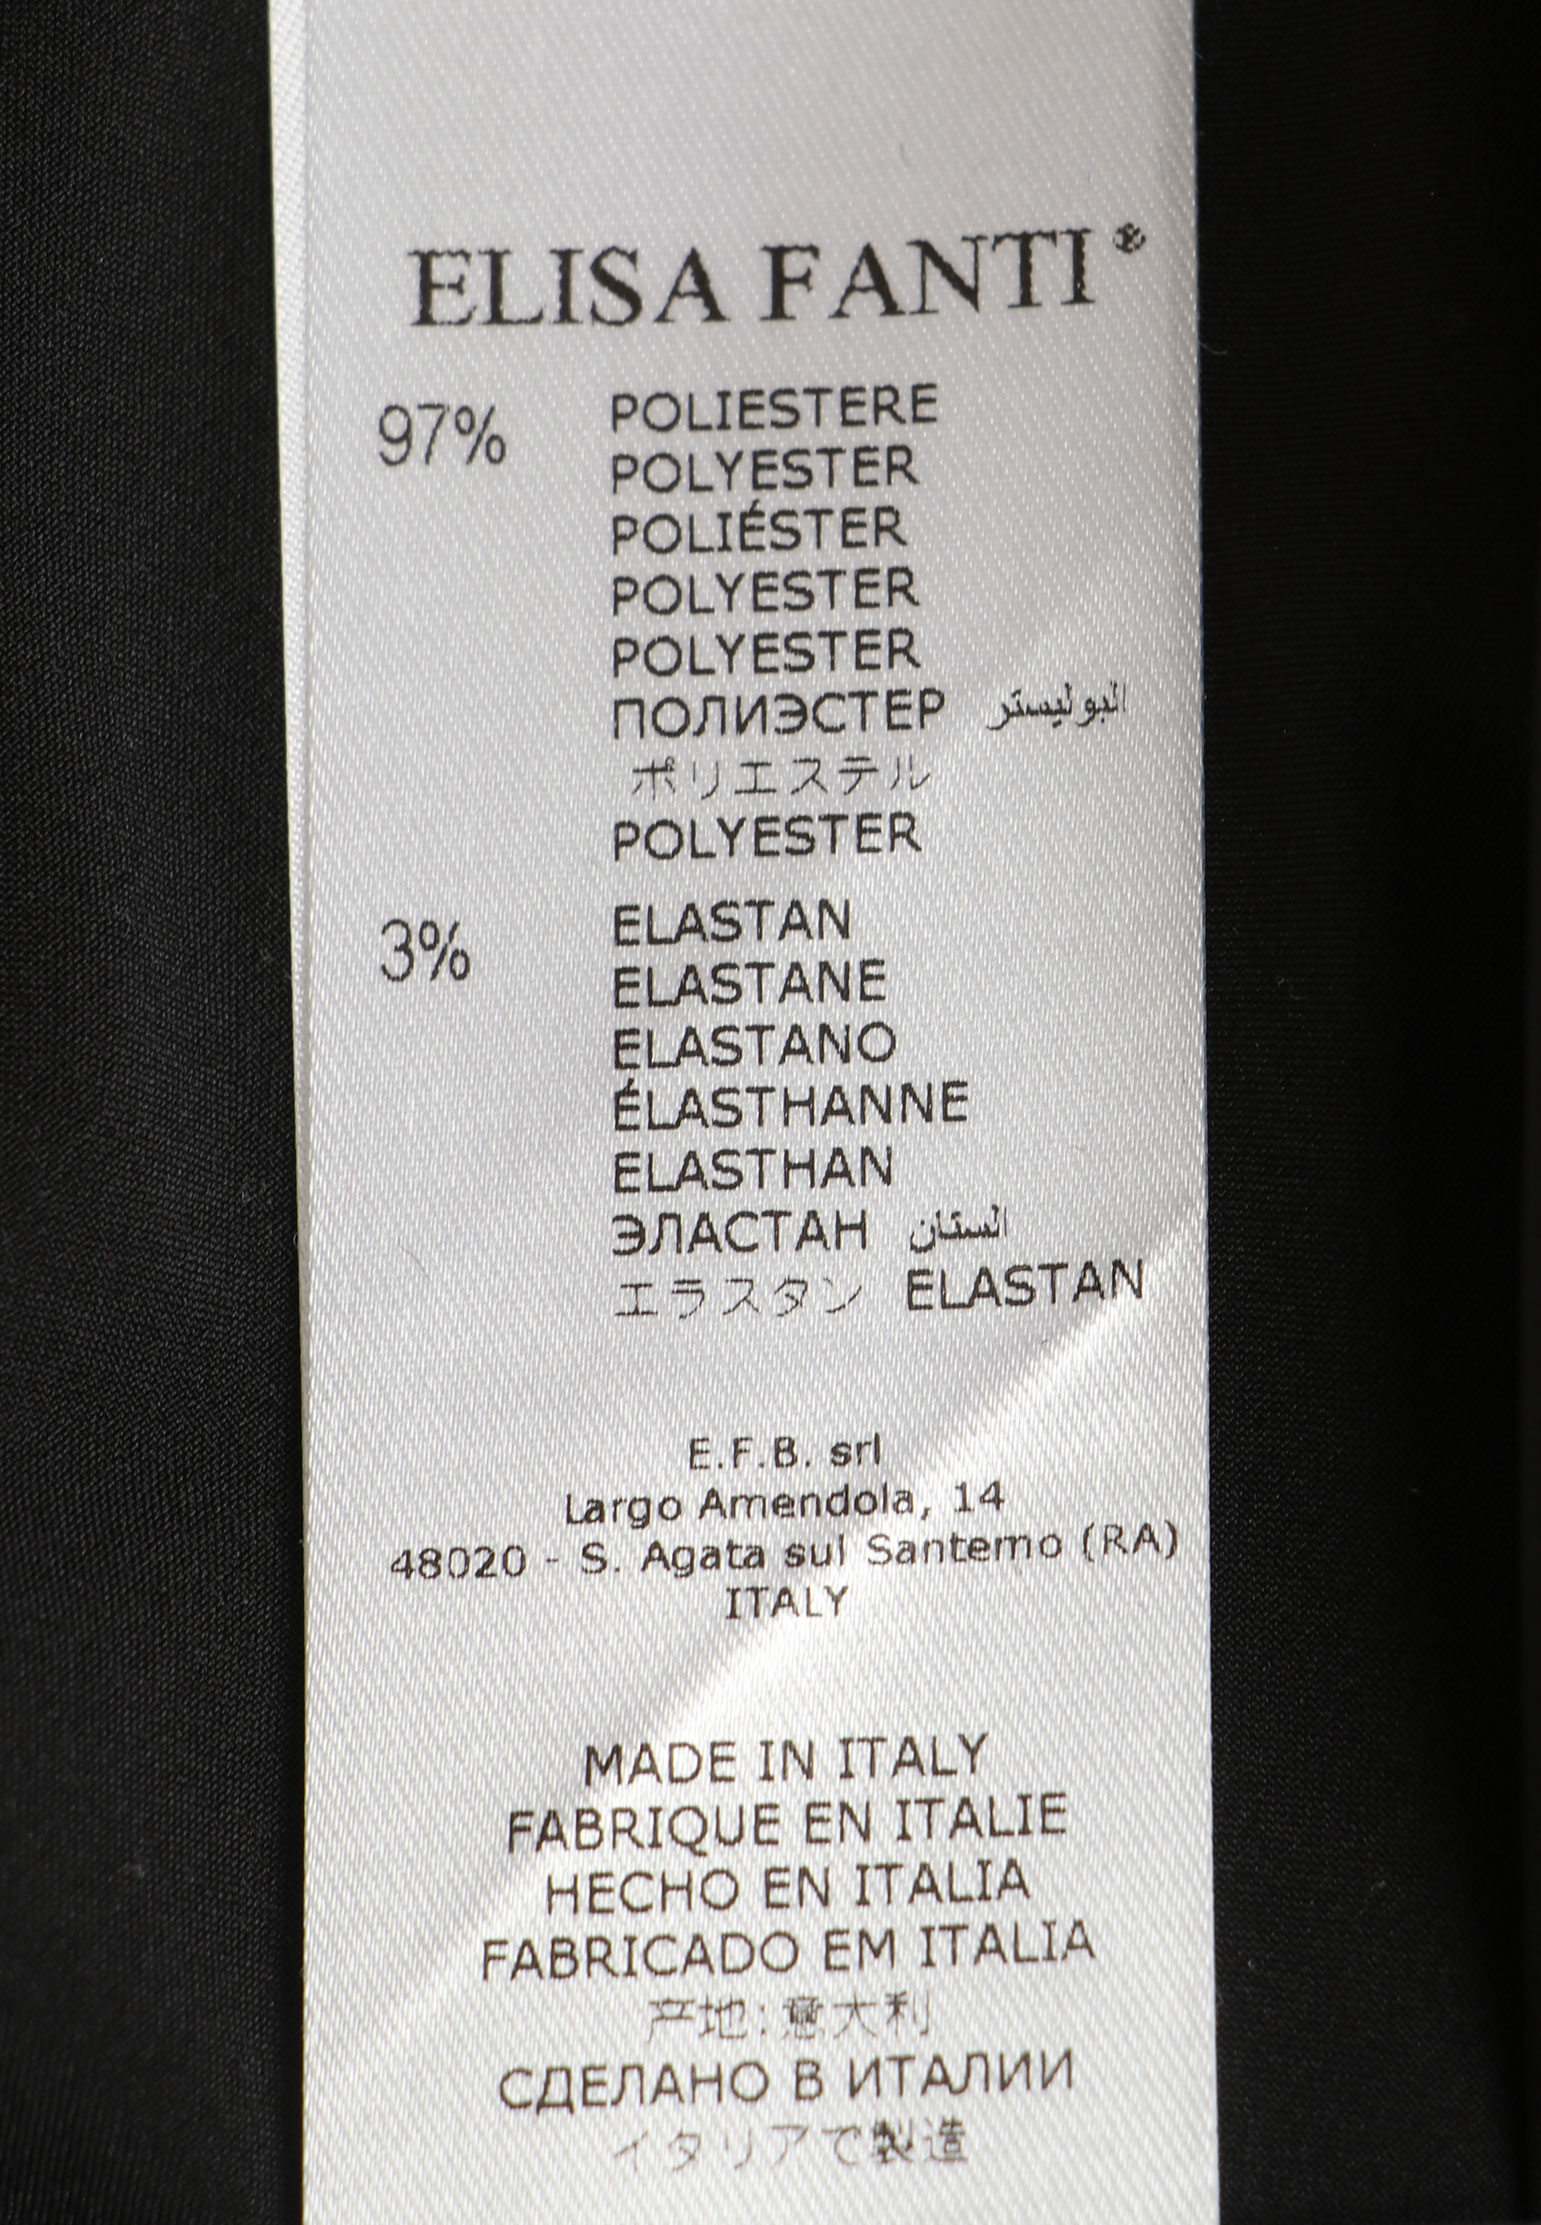 ELISA FANTI®
97% POLIESTERE
POLYESTER
POLIÉSTER
POLYESTER
POLYESTER
ПОЛИЭСТЕР البوليستر
ポリエステル
POLYESTER
3% ELASTAN
ELASTANE
ELASTANO
ÉLASTHANNE
ELASTHAN
ЭЛАСТАН الستان
エラスタン ELASTAN
E.F.B. srl
Largo Amendola, 14
48020 - S. Agata sul Santerno (RA)
ITALY
MADE IN ITALY
FABRIQUE EN ITALIE
HECHO EN ITALIA
FABRICADO EM ITALIA
产地:意大利
СДЕЛАНО В ИТАЛИИ
イタリアで製造